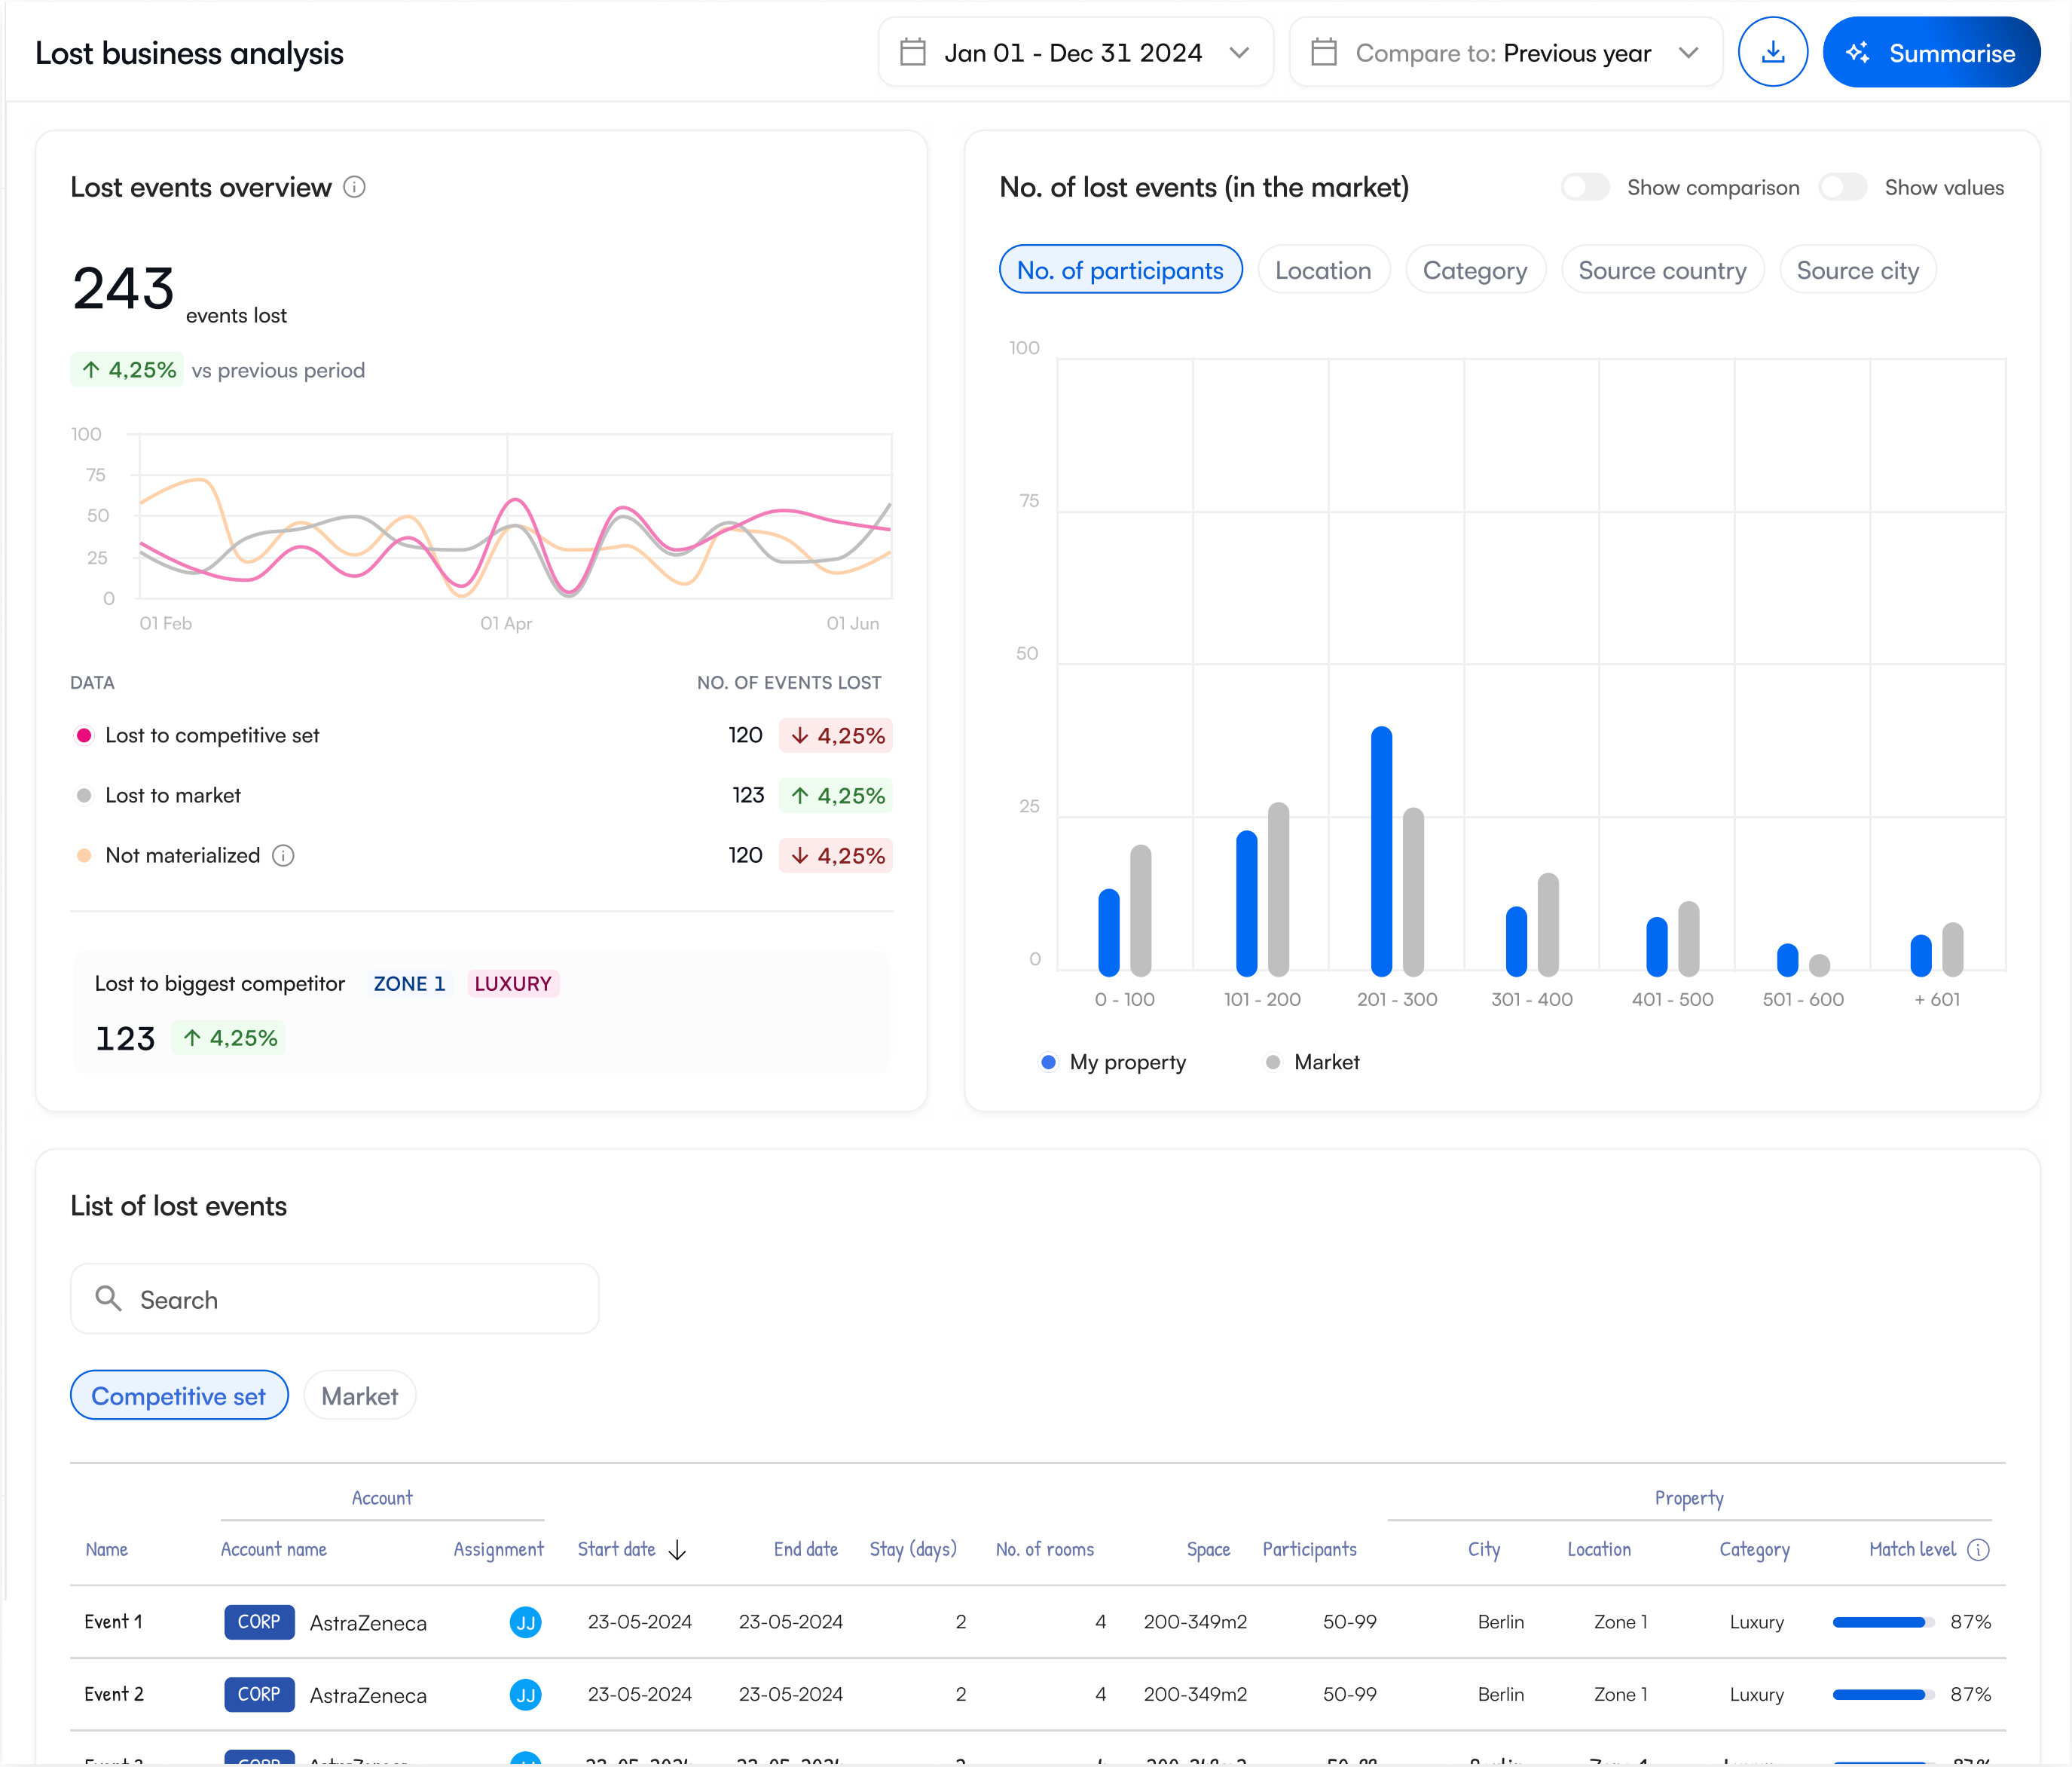 Lost business analysis
Jan 01 - Dec 31 2024
Compare to: Previous year
Summarise
Lost events overview
243 events lost
4,25% vs previous period
100
75
50
25
0
01 Feb 01 Apr 01 Jun
DATA NO. OF EVENTS LOST
Lost to competitive set 120 4,25%
Lost to market 123 4,25%
Not materialized 120 4,25%
Lost to biggest competitor ZONE 1 LUXURY
123 4,25%
No. of lost events (in the market)
Show comparison Show values
No. of participants Location Category Source country Source city
100
75
50
25
0
0 - 100 101 - 200 201 - 300 301 - 400 401 - 500 501 - 600 + 601
My property Market
List of lost events
Search
Competitive set Market
Account Property
Name Account name Assignment Start date End date Stay (days) No. of rooms Space Participants City Location Category Match level
Event 1 CORP AstraZeneca JJ 23-05-2024 23-05-2024 2 4 200-349m2 50-99 Berlin Zone 1 Luxury 87%
Event 2 CORP AstraZeneca JJ 23-05-2024 23-05-2024 2 4 200-349m2 50-99 Berlin Zone 1 Luxury 87%